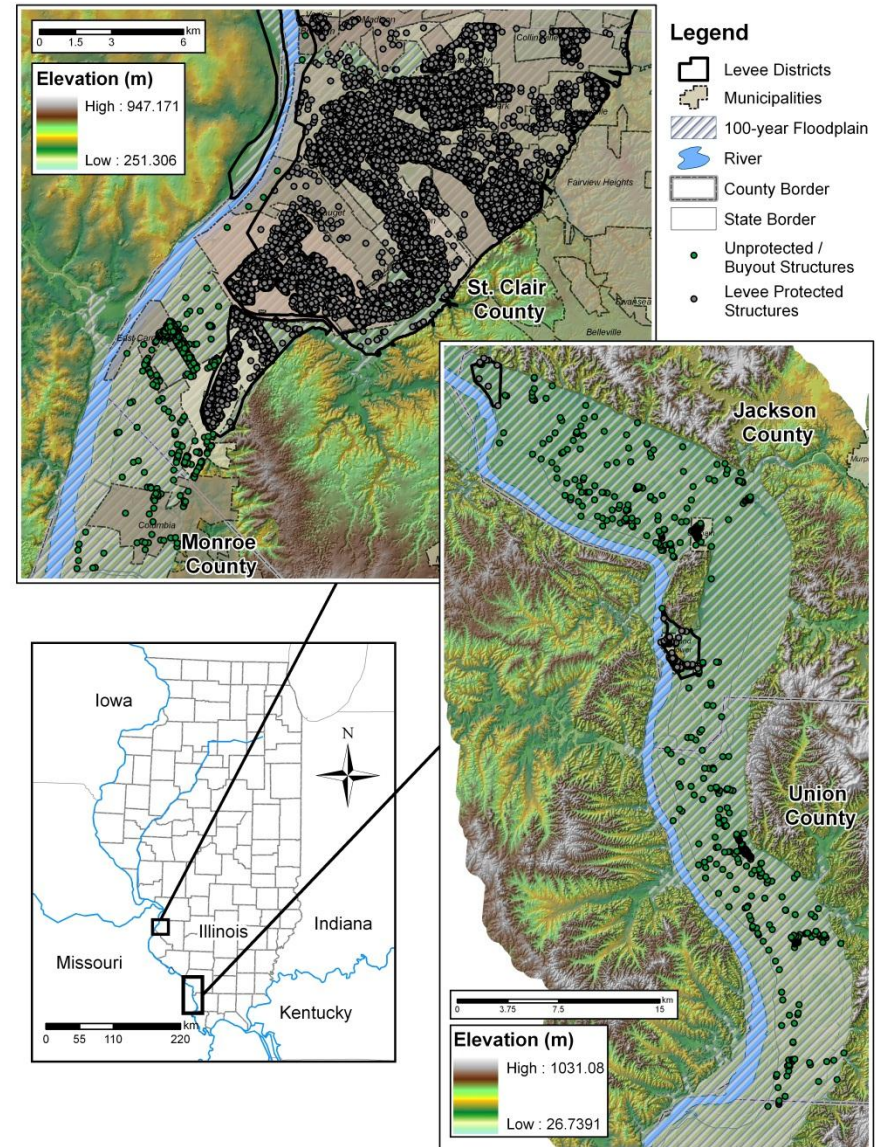 km
0 1.5 3 6
Elevation (m)
High : 947.171
Low : 251.306
Madison
Collinsville
Fairview Heights
St. Clair
County
Swansea
Belleville
Columbia
Monroe
County
Legend
Levee Districts
Municipalities
100-year Floodplain
River
County Border
State Border
Unprotected /
Buyout Structures
Levee Protected
Structures
Jackson
County
Union
County
km
0 3.75 7.5 15
Elevation (m)
High : 1031.08
Low : 26.7391
Iowa
N
Illinois
Indiana
Missouri
Kentucky
km
0 55 110 220